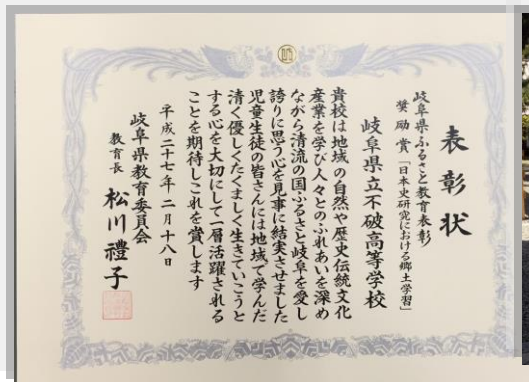 表彰状
岐阜県ふるさと教育表彰
奨励賞「日本史研究における郷土学習」
岐阜県立不破高等学校
貴校は地域の自然や歴史伝統文化
産業を学び人々とのふれあいを深め
ながら清流の国ふるさと岐阜を愛し
誇りに思う心を見事に結実させました
児童生徒の皆さんには地域で学んだ
清く優しくたくましく生きていこうと
する心を大切にして一層活躍される
ことを期待しこれを賞します
平成二十七年二月十八日
岐阜県教育委員会
教育長 松川禮子